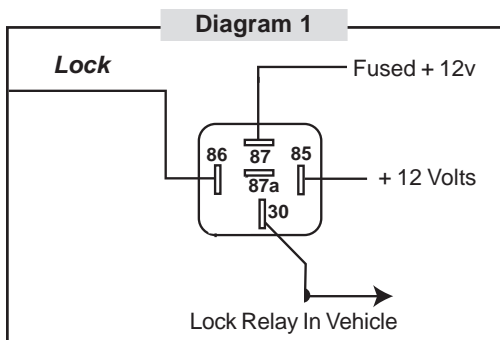 Diagram 1
Lock
Fused + 12v
86 87 85
87a
+ 12 Volts
30
Lock Relay In Vehicle